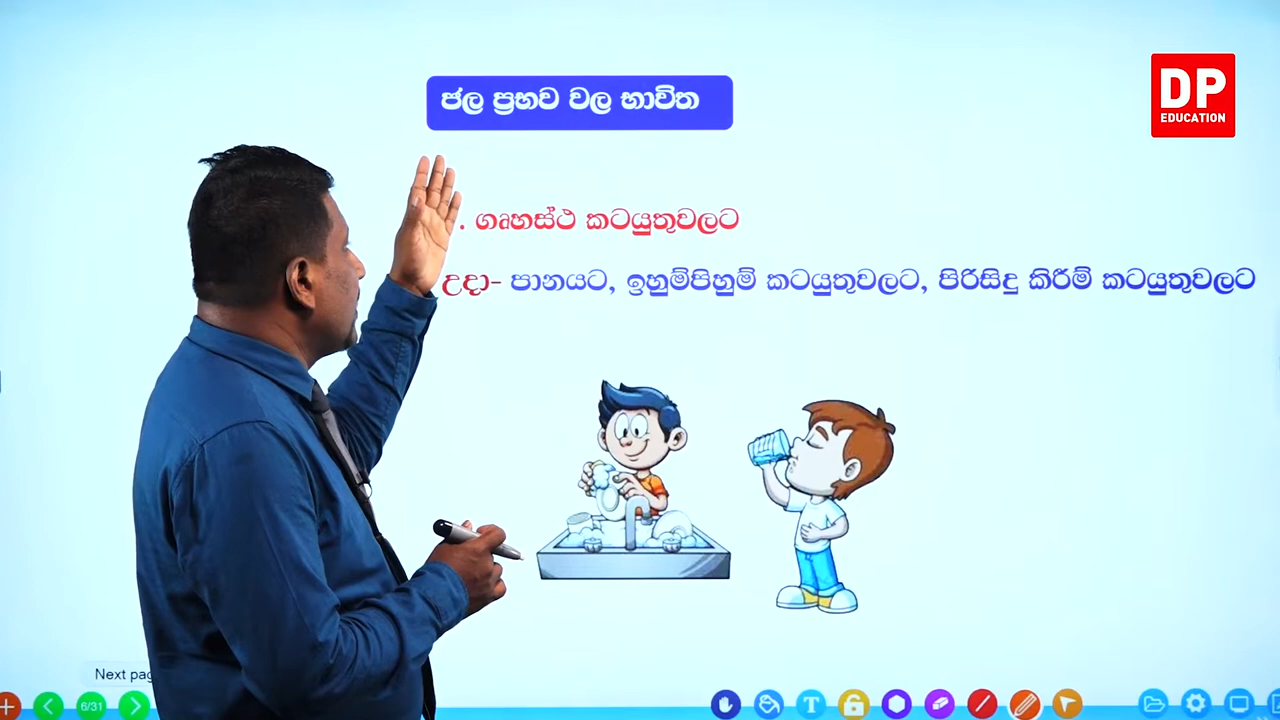 ජල ප්‍රභව වල භාවිත
DP
EDUCATION
. ගෘහස්ථ කටයුතුවලට
උදා- පානයට, ඉහුම්පිහුම් කටයුතුවලට, පිරිසිදු කිරීම් කටයුතුවලට
Next pag
6/31
T